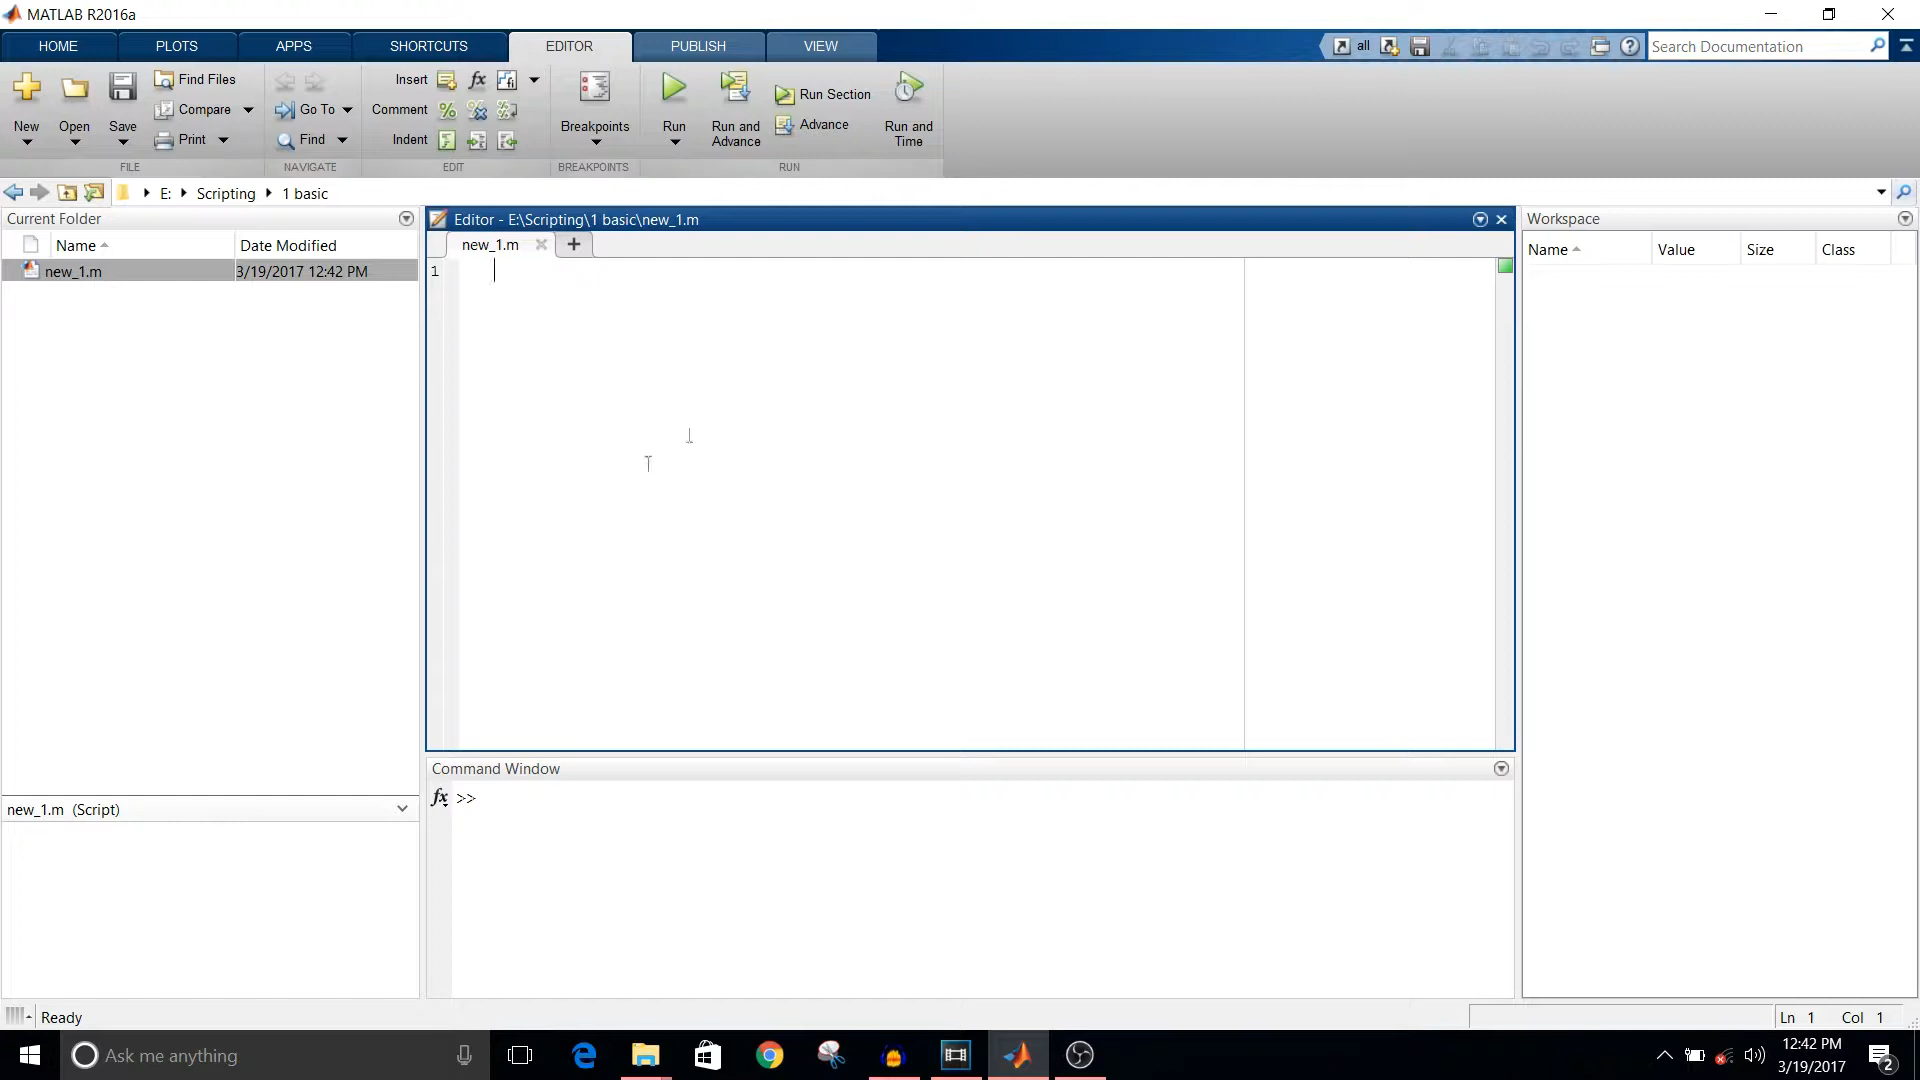 MATLAB R2016a
HOME PLOTS APPS SHORTCUTS EDITOR PUBLISH VIEW all Search Documentation
New Open Save Find Files Compare Print
FILE
Go To Find
NAVIGATE
Insert fx
Comment
Indent
EDIT
Breakpoints
BREAKPOINTS
Run Run and Advance Run Section Advance Run and Time
RUN
E: Scripting 1 basic
Current Folder
Name Date Modified
new_1.m 3/19/2017 12:42 PM
new_1.m (Script)
Editor - E:\Scripting\1 basic\new_1.m
new_1.m
1
Command Window
fx >>
Workspace
Name Value Size Class
Ready
Ln 1 Col 1
Ask me anything
12:42 PM
3/19/2017
2